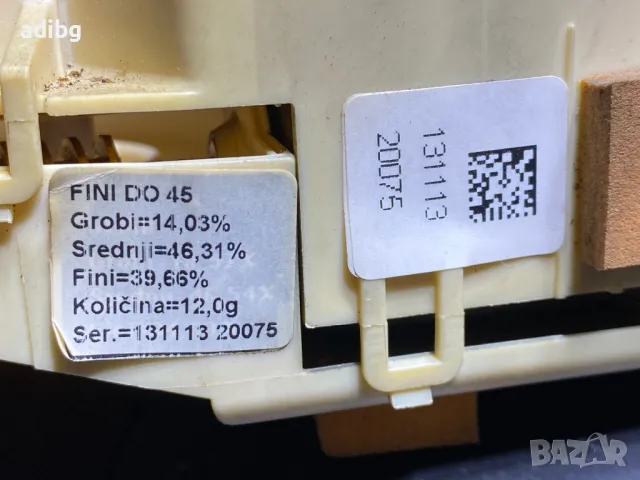 adibg
FINI DO 45
Grobi=14,03%
Srednji=46,31%
Fini=39,66%
Količina=12,0g
Ser.=131113 20075
131113
20075
BAZAR